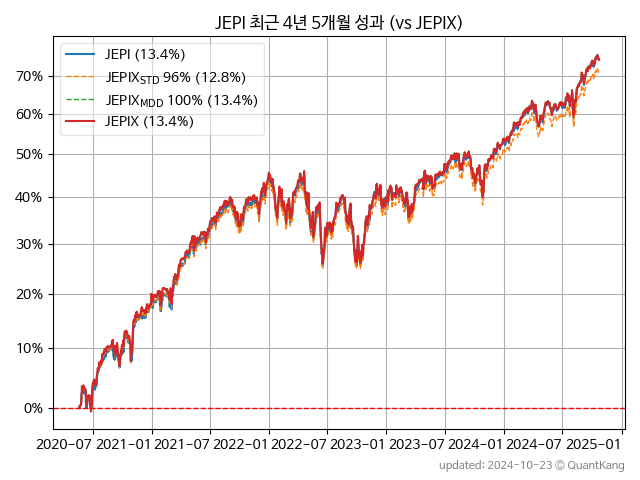 JEPI 최근 4년 5개월 성과 (vs JEPIX)
JEPI (13.4%)
JEPIX_STD 96% (12.8%)
JEPIX_MDD 100% (13.4%)
JEPIX (13.4%)
70%
60%
50%
40%
30%
20%
10%
0%
2020-07 2021-01 2021-07 2022-01 2022-07 2023-01 2023-07 2024-01 2024-07 2025-01
updated: 2024-10-23 © QuantKang